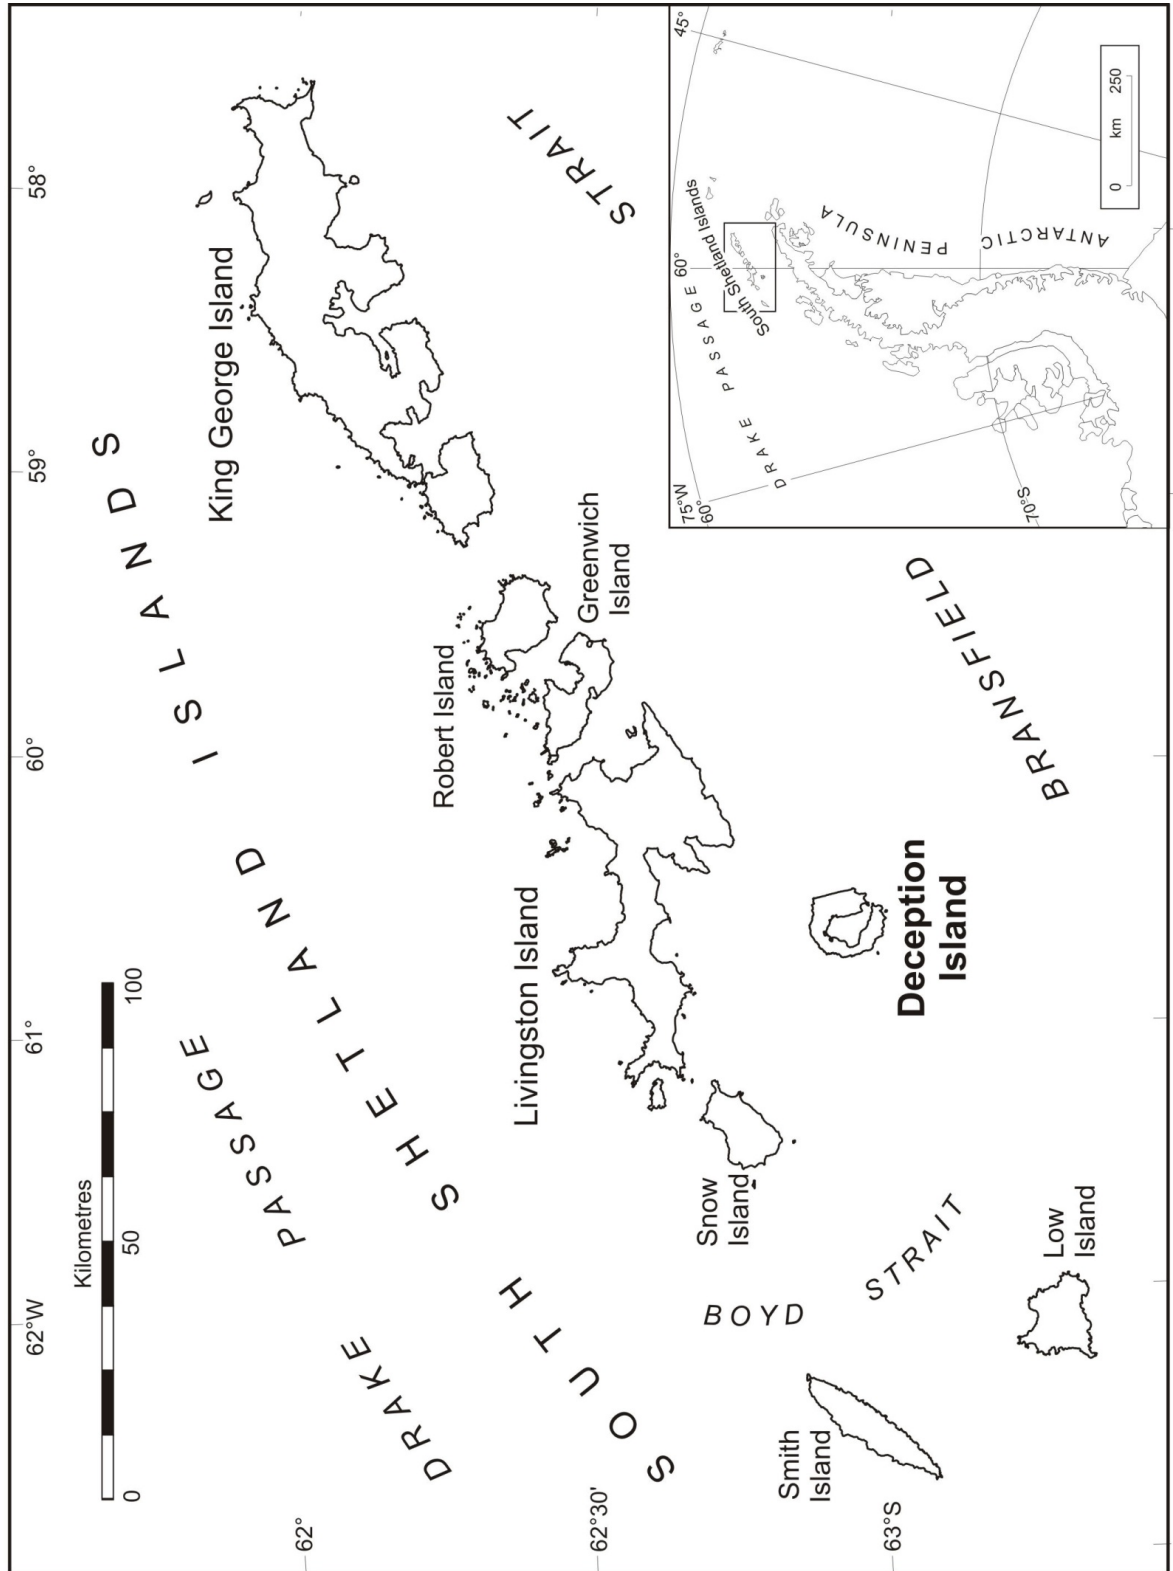 Kilometres
0
50
100
62°W
61°
60°
59°
58°
62°
62°30'
63°S
DRAKE PASSAGE
SOUTH SHETLAND ISLANDS
King George Island
Robert Island
Greenwich
Island
Livingston Island
Snow
Island
Smith
Island
Low
Island
Deception
Island
BOYD STRAIT
BRANSFIELD STRAIT
75°W
60°
60°
45°
70°S
DRAKE PASSAGE
South Shetland Islands
ANTARCTIC PENINSULA
0 km 250